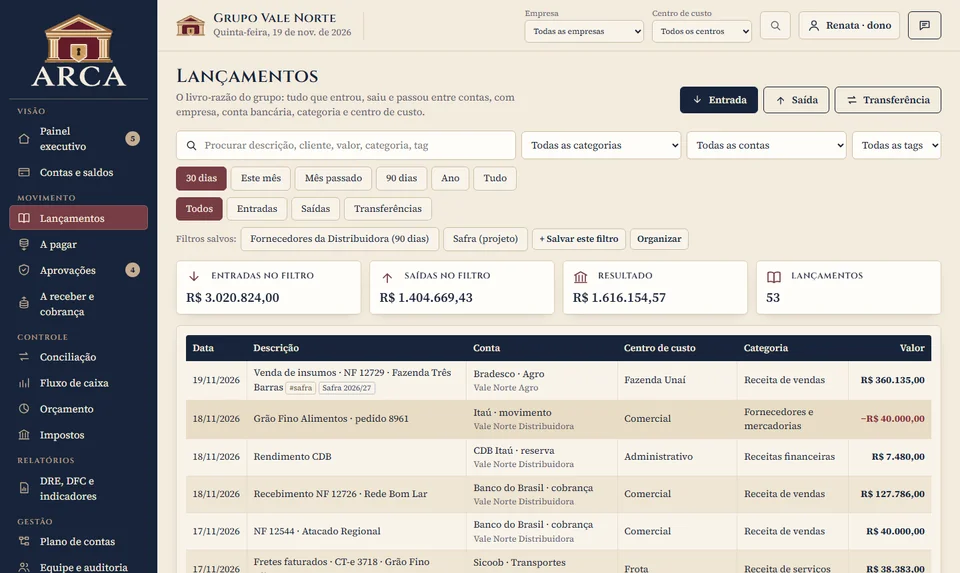 ARCA
VISÃO
Painel executivo
5
Contas e saldos
MOVIMENTO
Lançamentos
A pagar
Aprovações
4
A receber e cobrança
CONTROLE
Conciliação
Fluxo de caixa
Orçamento
Impostos
RELATÓRIOS
DRE, DFC e indicadores
GESTÃO
Plano de contas
Equipe e auditoria
Grupo Vale Norte
Quinta-feira, 19 de nov. de 2026
Empresa
Todas as empresas
Centro de custo
Todos os centros
Renata · dono
Lançamentos
O livro-razão do grupo: tudo que entrou, saiu e passou entre contas, com
empresa, conta bancária, categoria e centro de custo.
Entrada
Saída
Transferência
Procurar descrição, cliente, valor, categoria, tag
Todas as categorias
Todas as contas
Todas as tags
30 dias
Este mês
Mês passado
90 dias
Ano
Tudo
Todos
Entradas
Saídas
Transferências
Filtros salvos:
Fornecedores da Distribuidora (90 dias)
Safra (projeto)
+ Salvar este filtro
Organizar
ENTRADAS NO FILTRO
R$ 3.020.824,00
SAÍDAS NO FILTRO
R$ 1.404.669,43
RESULTADO
R$ 1.616.154,57
LANÇAMENTOS
53
Data Descrição Conta Centro de custo Categoria Valor
19/11/2026 Venda de insumos · NF 12729 · Fazenda Três Barras #safra Safra 2026/27 Bradesco · Agro Vale Norte Agro Fazenda Unaí Receita de vendas R$ 360.135,00
18/11/2026 Grão Fino Alimentos · pedido 8961 Itaú · movimento Vale Norte Distribuidora Comercial Fornecedores e mercadorias −R$ 40.000,00
18/11/2026 Rendimento CDB CDB Itaú · reserva Vale Norte Distribuidora Administrativo Receitas financeiras R$ 7.480,00
18/11/2026 Recebimento NF 12726 · Rede Bom Lar Banco do Brasil · cobrança Vale Norte Distribuidora Comercial Receita de vendas R$ 127.786,00
17/11/2026 NF 12544 · Atacado Regional Banco do Brasil · cobrança Vale Norte Distribuidora Comercial Receita de vendas R$ 40.000,00
17/11/2026 Fretes faturados · CT-e 3718 · Grão Fino Sicoob · Transportes Frota Receita de serviços R$ 38.383,00